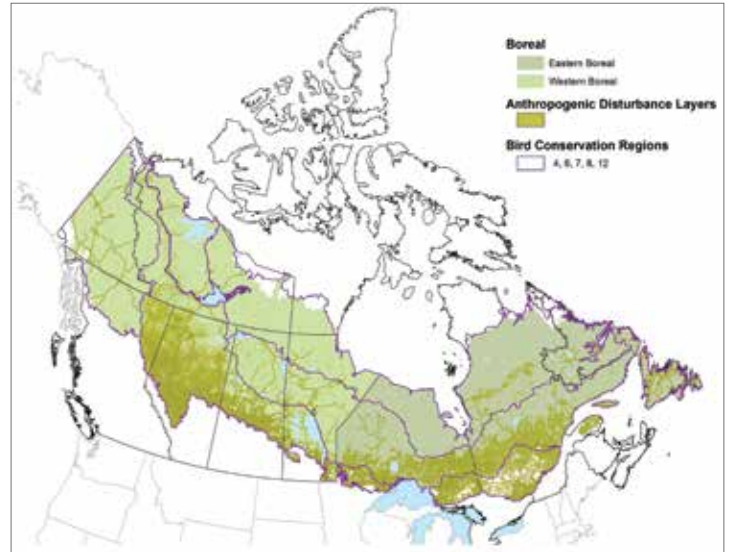 Boreal
Eastern Boreal
Western Boreal
Anthropogenic Disturbance Layers
Bird Conservation Regions
4, 6, 7, 8, 12